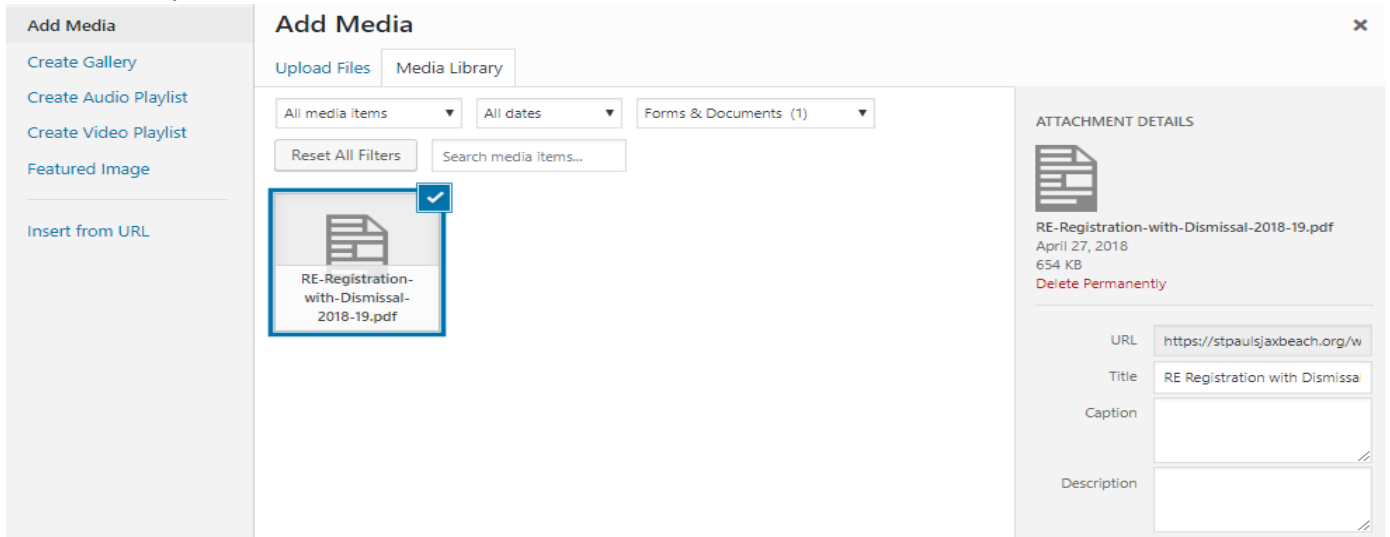 Add Media
Create Gallery
Create Audio Playlist
Create Video Playlist
Featured Image
Insert from URL
Add Media
Upload Files
Media Library
All media items
All dates
Forms & Documents (1)
Reset All Filters
Search media items...
RE-Registration-
with-Dismissal-
2018-19.pdf
ATTACHMENT DETAILS
RE-Registration-with-Dismissal-2018-19.pdf
April 27, 2018
654 KB
Delete Permanently
URL
https://stpaulsjaxbeach.org/w
Title
RE Registration with Dismissa
Caption
Description